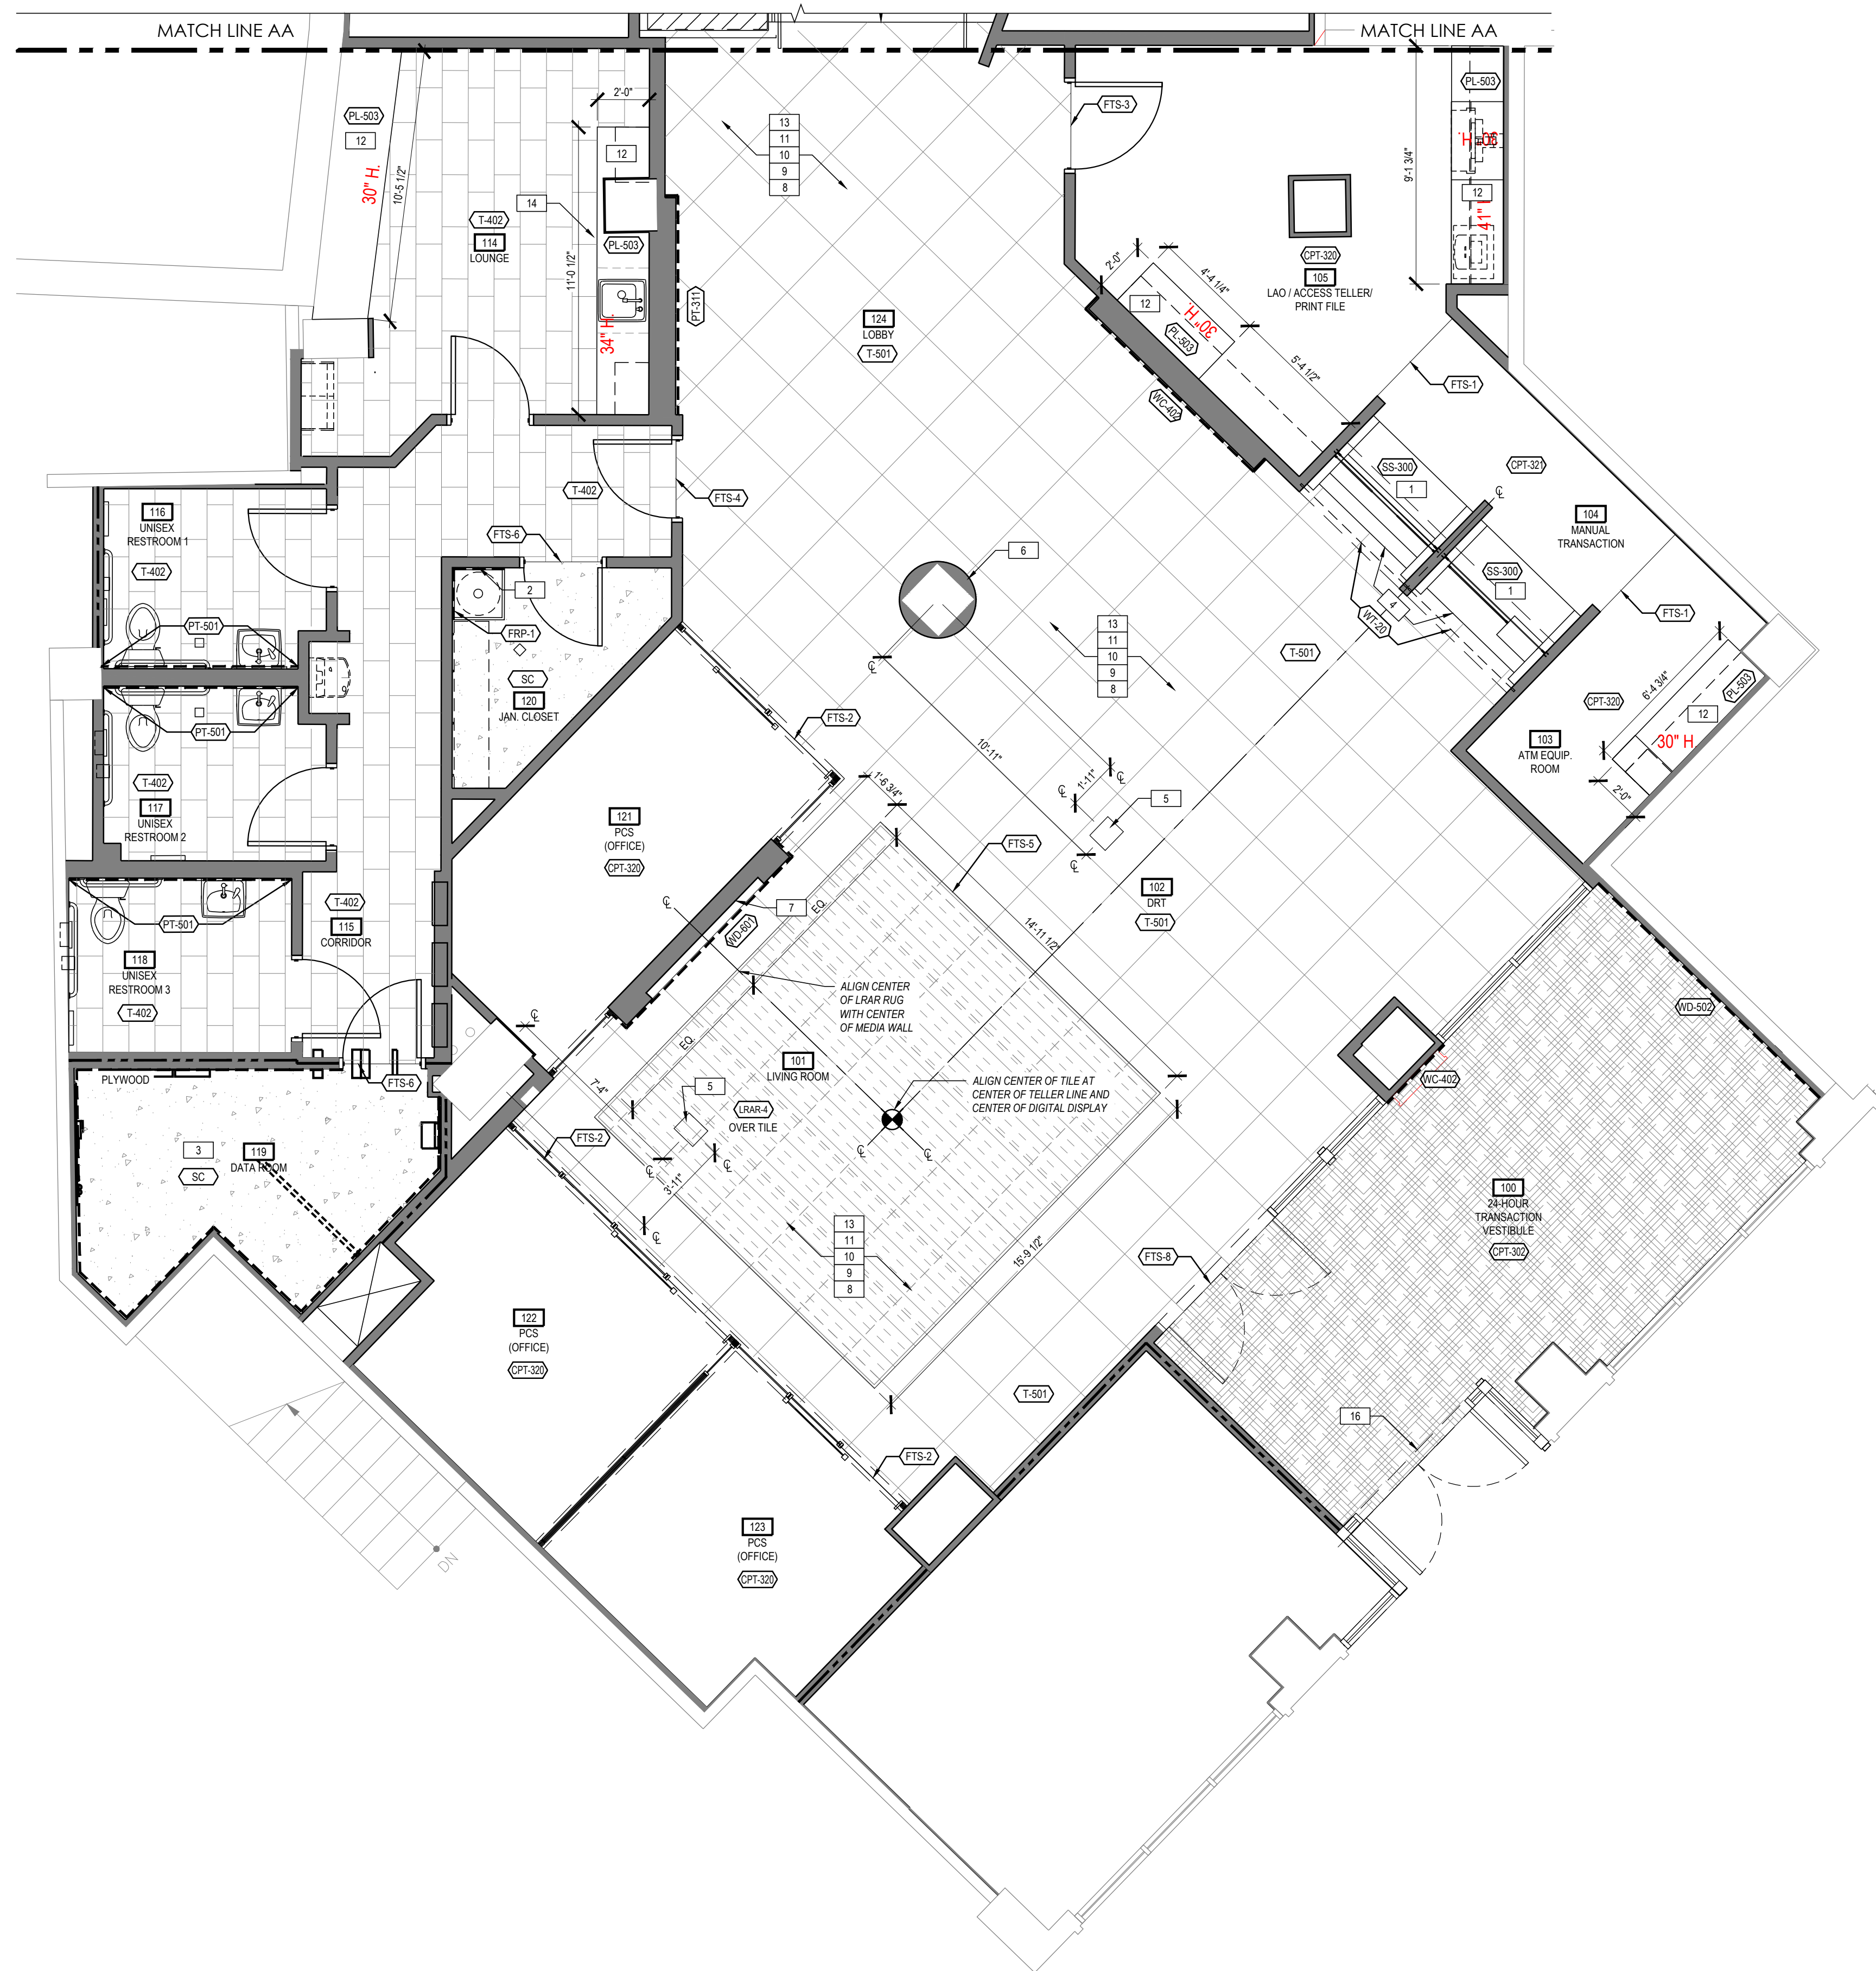 MATCH LINE AA
MATCH LINE AA
PL-503
12
30" H.
10'-5 1/2"
2'-0"
12
14
T-402
114
LOUNGE
PL-503
11'-0 1/2"
34" H.
PT-311
13
11
10
9
8
124
LOBBY
T-501
FTS-3
PL-503
30" H.
9'-1 3/4"
12
41" H
CPT-320
105
LAO / ACCESS TELLER/
PRINT FILE
2'-0"
4'-4 1/4"
12
30" H.
PL-503
5'-4 1/2"
WC-402
FTS-1
SS-300
1
CPT-321
℄
104
MANUAL
TRANSACTION
SS-300
1
FTS-1
4
WT-20
T-501
116
UNISEX
RESTROOM 1
T-402
PT-501
T-402
FTS-4
FTS-6
2
FRP-1
SC
120
JAN. CLOSET
6
℄
13
11
10
9
8
6'-4 3/4"
PL-503
CPT-320
12
30" H
103
ATM EQUIP.
ROOM
2'-0"
PT-501
T-402
117
UNISEX
RESTROOM 2
FTS-2
10'-11"
1'-6 3/4"
1'-11"
℄
℄
5
℄
121
PCS
(OFFICE)
CPT-320
FTS-5
102
DRT
T-501
7
EQ.
WD-601
℄
14'-11 1/2"
T-402
115
CORRIDOR
PT-501
118
UNISEX
RESTROOM 3
T-402
ALIGN CENTER
OF LRAR RUG
WITH CENTER
OF MEDIA WALL
WD-502
℄
EQ.
101
LIVING ROOM
ALIGN CENTER OF TILE AT
CENTER OF TELLER LINE AND
CENTER OF DIGITAL DISPLAY
WC-402
PLYWOOD
FTS-6
7'-4"
5
LRAR-4
OVER TILE
3
119
DATA ROOM
SC
FTS-2
℄
℄
3'-11"
℄
℄
℄
100
24-HOUR
TRANSACTION
VESTIBULE
CPT-302
13
11
10
9
8
15'-9 1/2"
FTS-8
122
PCS
(OFFICE)
CPT-320
T-501
16
FTS-2
123
PCS
(OFFICE)
CPT-320
DN